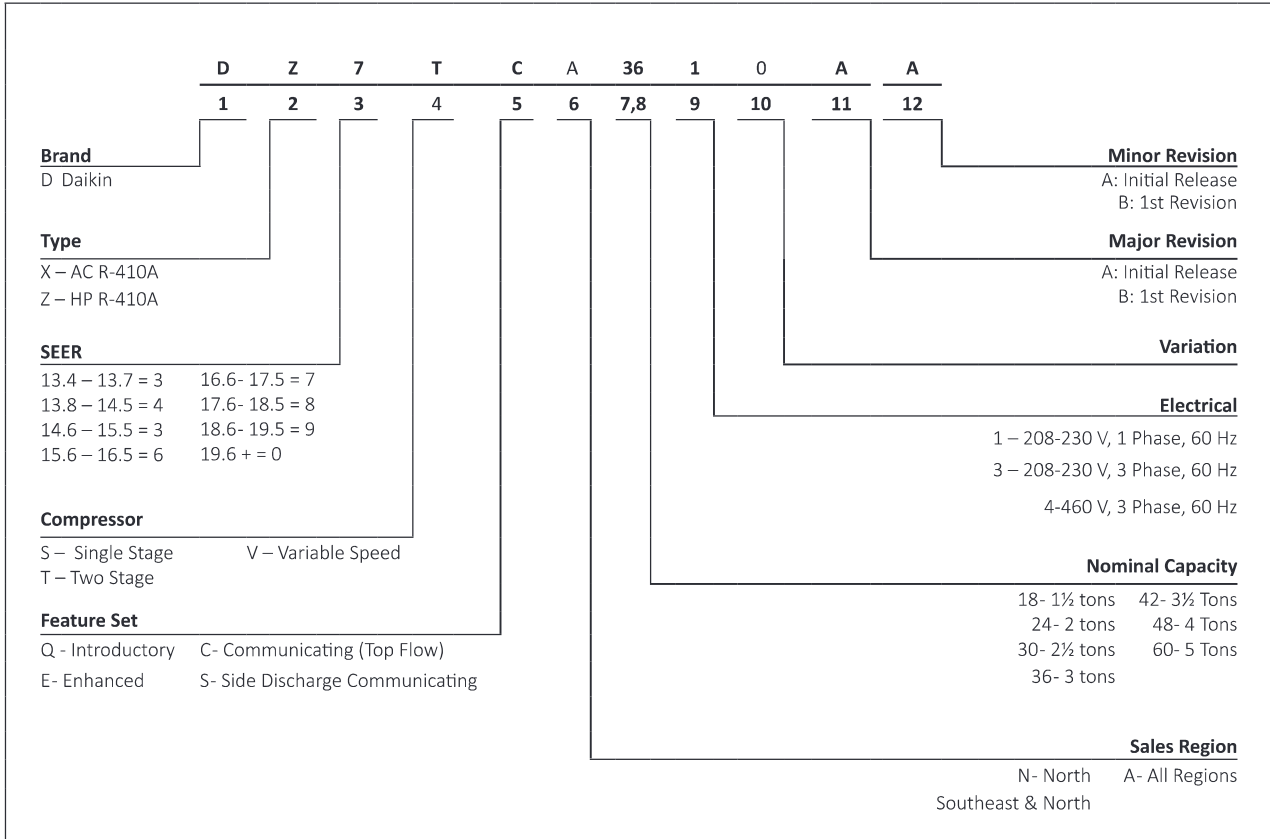 D Z 7 T C A 36 1 0 A A
1 2 3 4 5 6 7,8 9 10 11 12
Brand
D Daikin
Type
X – AC R-410A
Z – HP R-410A
SEER
13.4 – 13.7 = 3 16.6- 17.5 = 7
13.8 – 14.5 = 4 17.6- 18.5 = 8
14.6 – 15.5 = 3 18.6- 19.5 = 9
15.6 – 16.5 = 6 19.6 + = 0
Compressor
S – Single Stage V – Variable Speed
T – Two Stage
Feature Set
Q - Introductory C- Communicating (Top Flow)
E- Enhanced S- Side Discharge Communicating
Minor Revision
A: Initial Release
B: 1st Revision
Major Revision
A: Initial Release
B: 1st Revision
Variation
Electrical
1 – 208-230 V, 1 Phase, 60 Hz
3 – 208-230 V, 3 Phase, 60 Hz
4-460 V, 3 Phase, 60 Hz
Nominal Capacity
18- 1½ tons 42- 3½ Tons
24- 2 tons 48- 4 Tons
30- 2½ tons 60- 5 Tons
36- 3 tons
Sales Region
N- North A- All Regions
Southeast & North